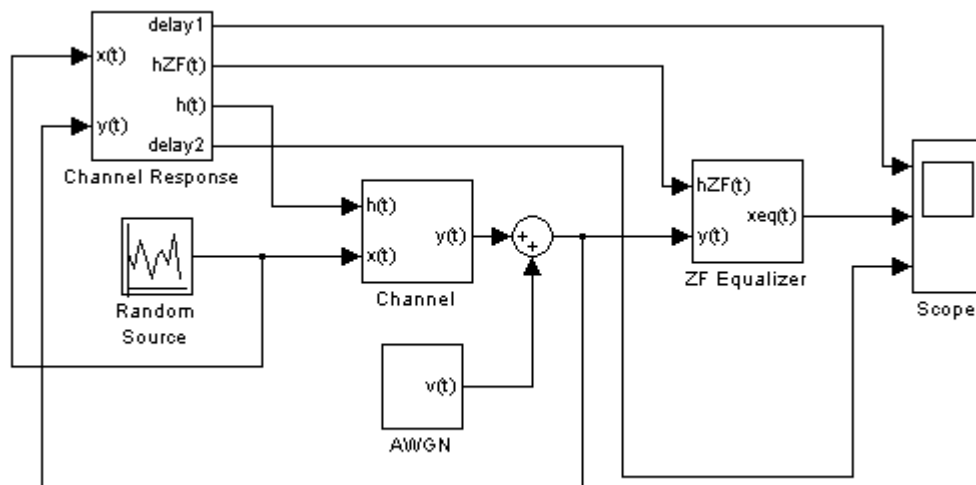 delay1
x(t)
hZF(t)
h(t)
y(t)
delay2
Channel Response
h(t)
y(t)
x(t)
Channel
Random
Source
+
+
v(t)
AWGN
hZF(t)
xeq(t)
y(t)
ZF Equalizer
Scope